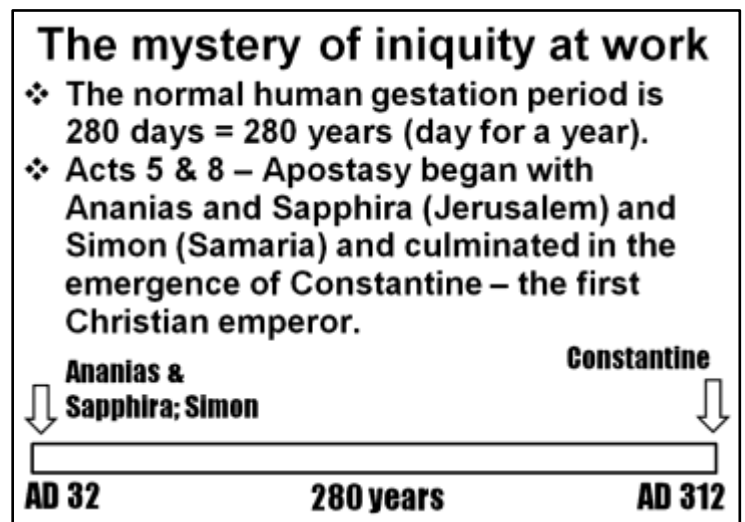 The mystery of iniquity at work
❖ The normal human gestation period is
280 days = 280 years (day for a year).
❖ Acts 5 & 8 – Apostasy began with
Ananias and Sapphira (Jerusalem) and
Simon (Samaria) and culminated in the
emergence of Constantine – the first
Christian emperor.
Ananias &
Sapphira; Simon
Constantine
AD 32 280 years AD 312